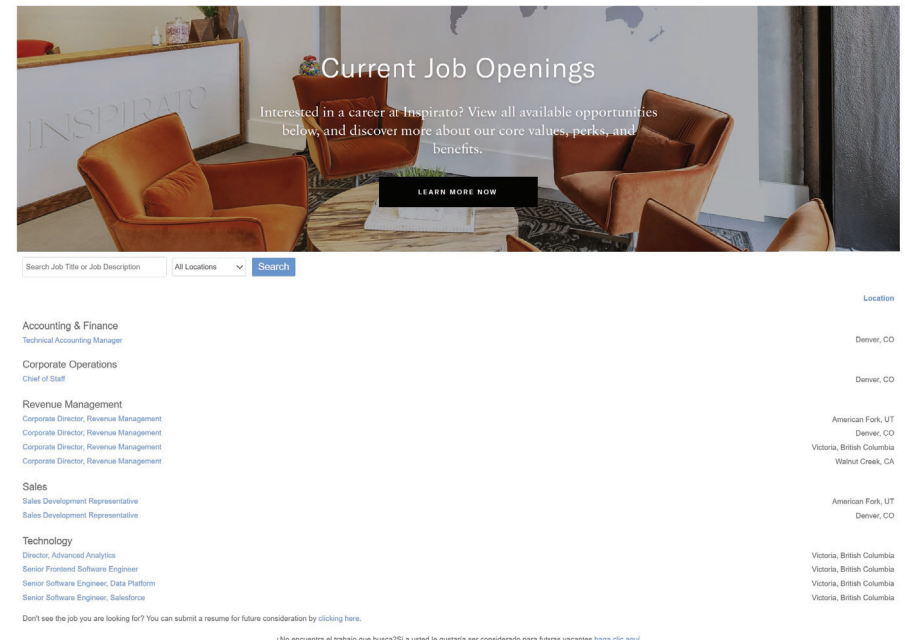 INSPIRATO
Current Job Openings
Interested in a career at Inspirato? View all available opportunities
below, and discover more about our core values, perks, and
benefits.
LEARN MORE NOW
Search Job Title or Job Description All Locations Search
Location
Accounting & Finance
Technical Accounting Manager Denver, CO
Corporate Operations
Chief of Staff Denver, CO
Revenue Management
Corporate Director, Revenue Management American Fork, UT
Corporate Director, Revenue Management Denver, CO
Corporate Director, Revenue Management Victoria, British Columbia
Corporate Director, Revenue Management Walnut Creek, CA
Sales
Sales Development Representative American Fork, UT
Sales Development Representative Denver, CO
Technology
Director, Advanced Analytics Victoria, British Columbia
Senior Frontend Software Engineer Victoria, British Columbia
Senior Software Engineer, Data Platform Victoria, British Columbia
Senior Software Engineer, Salesforce Victoria, British Columbia
Don't see the job you are looking for? You can submit a resume for future consideration by clicking here.
¿No encuentra el trabajo que busca?Si a usted le gustaría ser considerado para futuras vacantes haga clic aquí